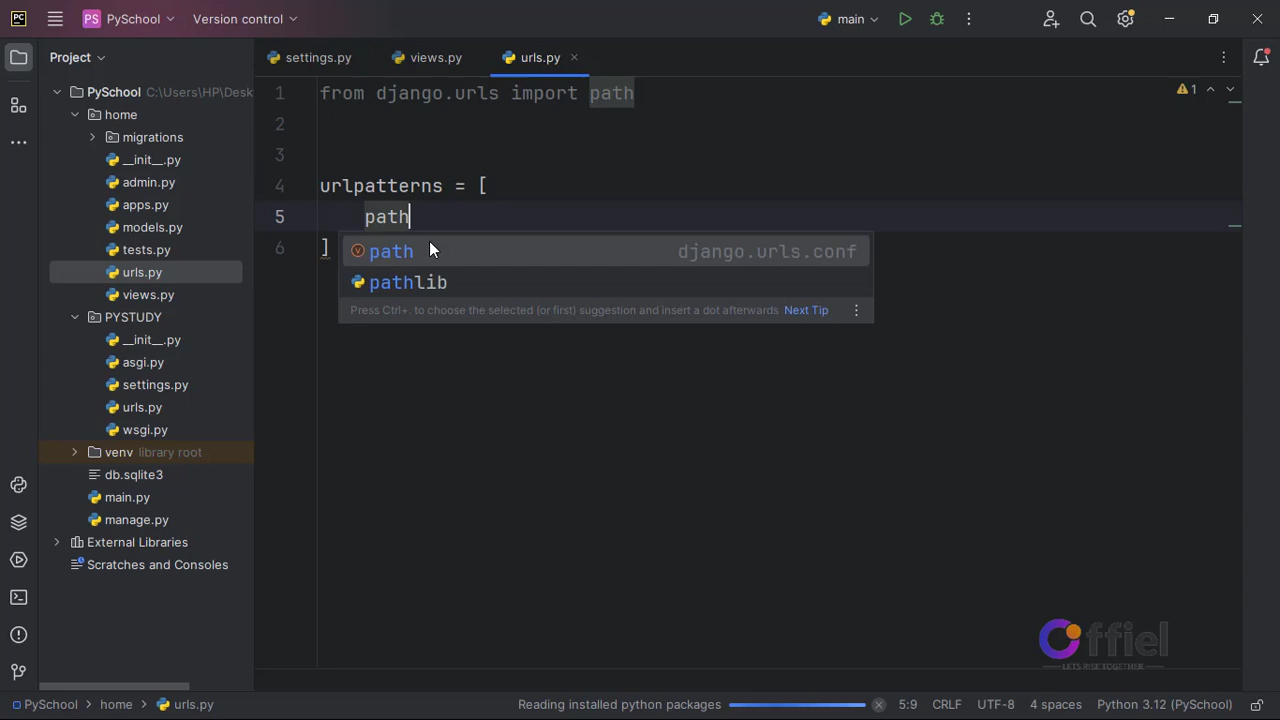 PC
PS PySchool
Version control
main
Project
settings.py
views.py
urls.py
PySchool C:\Users\HP\Desk
home
migrations
__init__.py
admin.py
apps.py
models.py
tests.py
urls.py
views.py
PYSTUDY
__init__.py
asgi.py
settings.py
urls.py
wsgi.py
venv library root
db.sqlite3
main.py
manage.py
External Libraries
Scratches and Consoles
1 from django.urls import path
2
3
4 urlpatterns = [
5 path
6 ]
1
path django.urls.conf
pathlib
Press Ctrl+. to choose the selected (or first) suggestion and insert a dot afterwards Next Tip
Offiel
LETS RISE TOGETHER
PySchool > home > urls.py
Reading installed python packages
5:9 CRLF UTF-8 4 spaces Python 3.12 (PySchool)